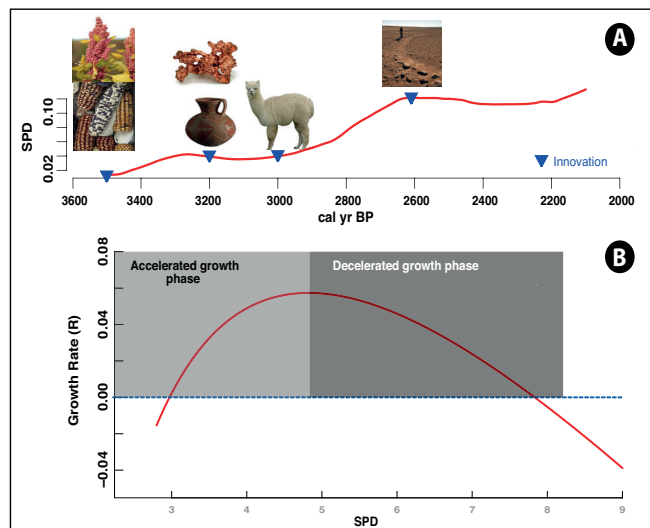 A
0.10
SPD
0.02
Innovation
3600 3400 3200 3000 2800 2600 2400 2200 2000
cal yr BP
B
0.08
Accelerated growth
phase
Decelerated growth phase
0.04
Growth Rate (R)
0.00
−0.04
3 4 5 6 7 8 9
SPD